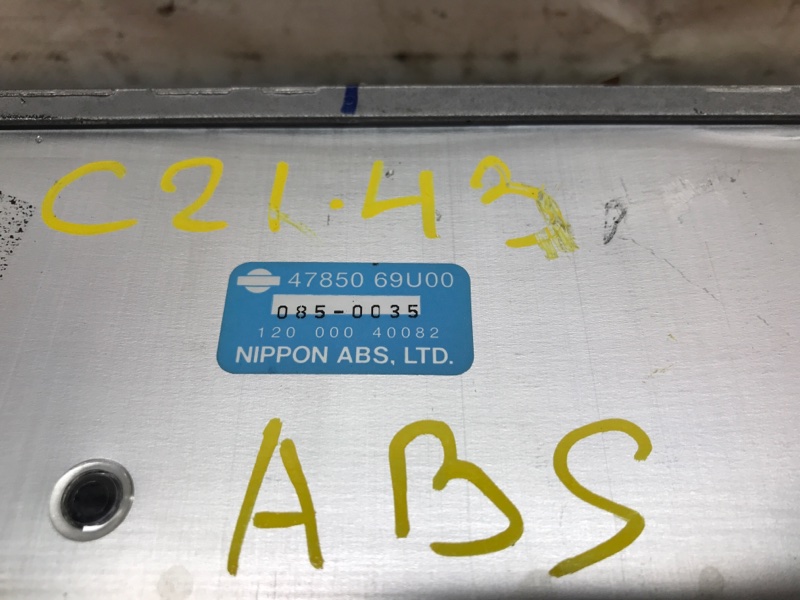 C21.43
47850 69U00
085-0035
120 000 40082
NIPPON ABS, LTD.
ABS